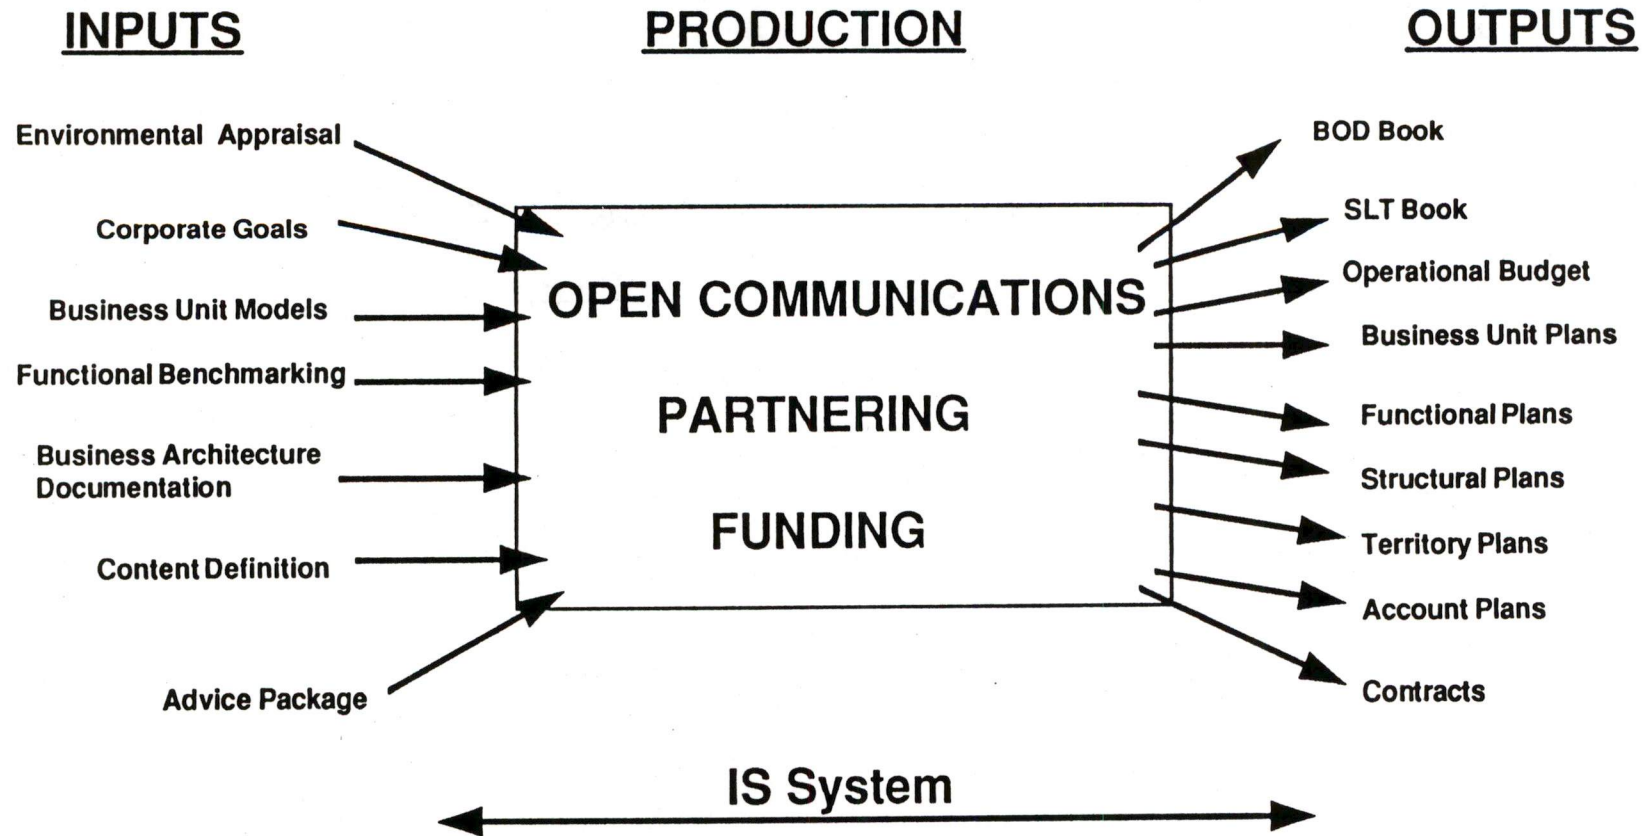 INPUTS
PRODUCTION
OUTPUTS
Environmental Appraisal
Corporate Goals
Business Unit Models
Functional Benchmarking
Business Architecture
Documentation
Content Definition
Advice Package
OPEN COMMUNICATIONS
PARTNERING
FUNDING
BOD Book
SLT Book
Operational Budget
Business Unit Plans
Functional Plans
Structural Plans
Territory Plans
Account Plans
Contracts
IS System